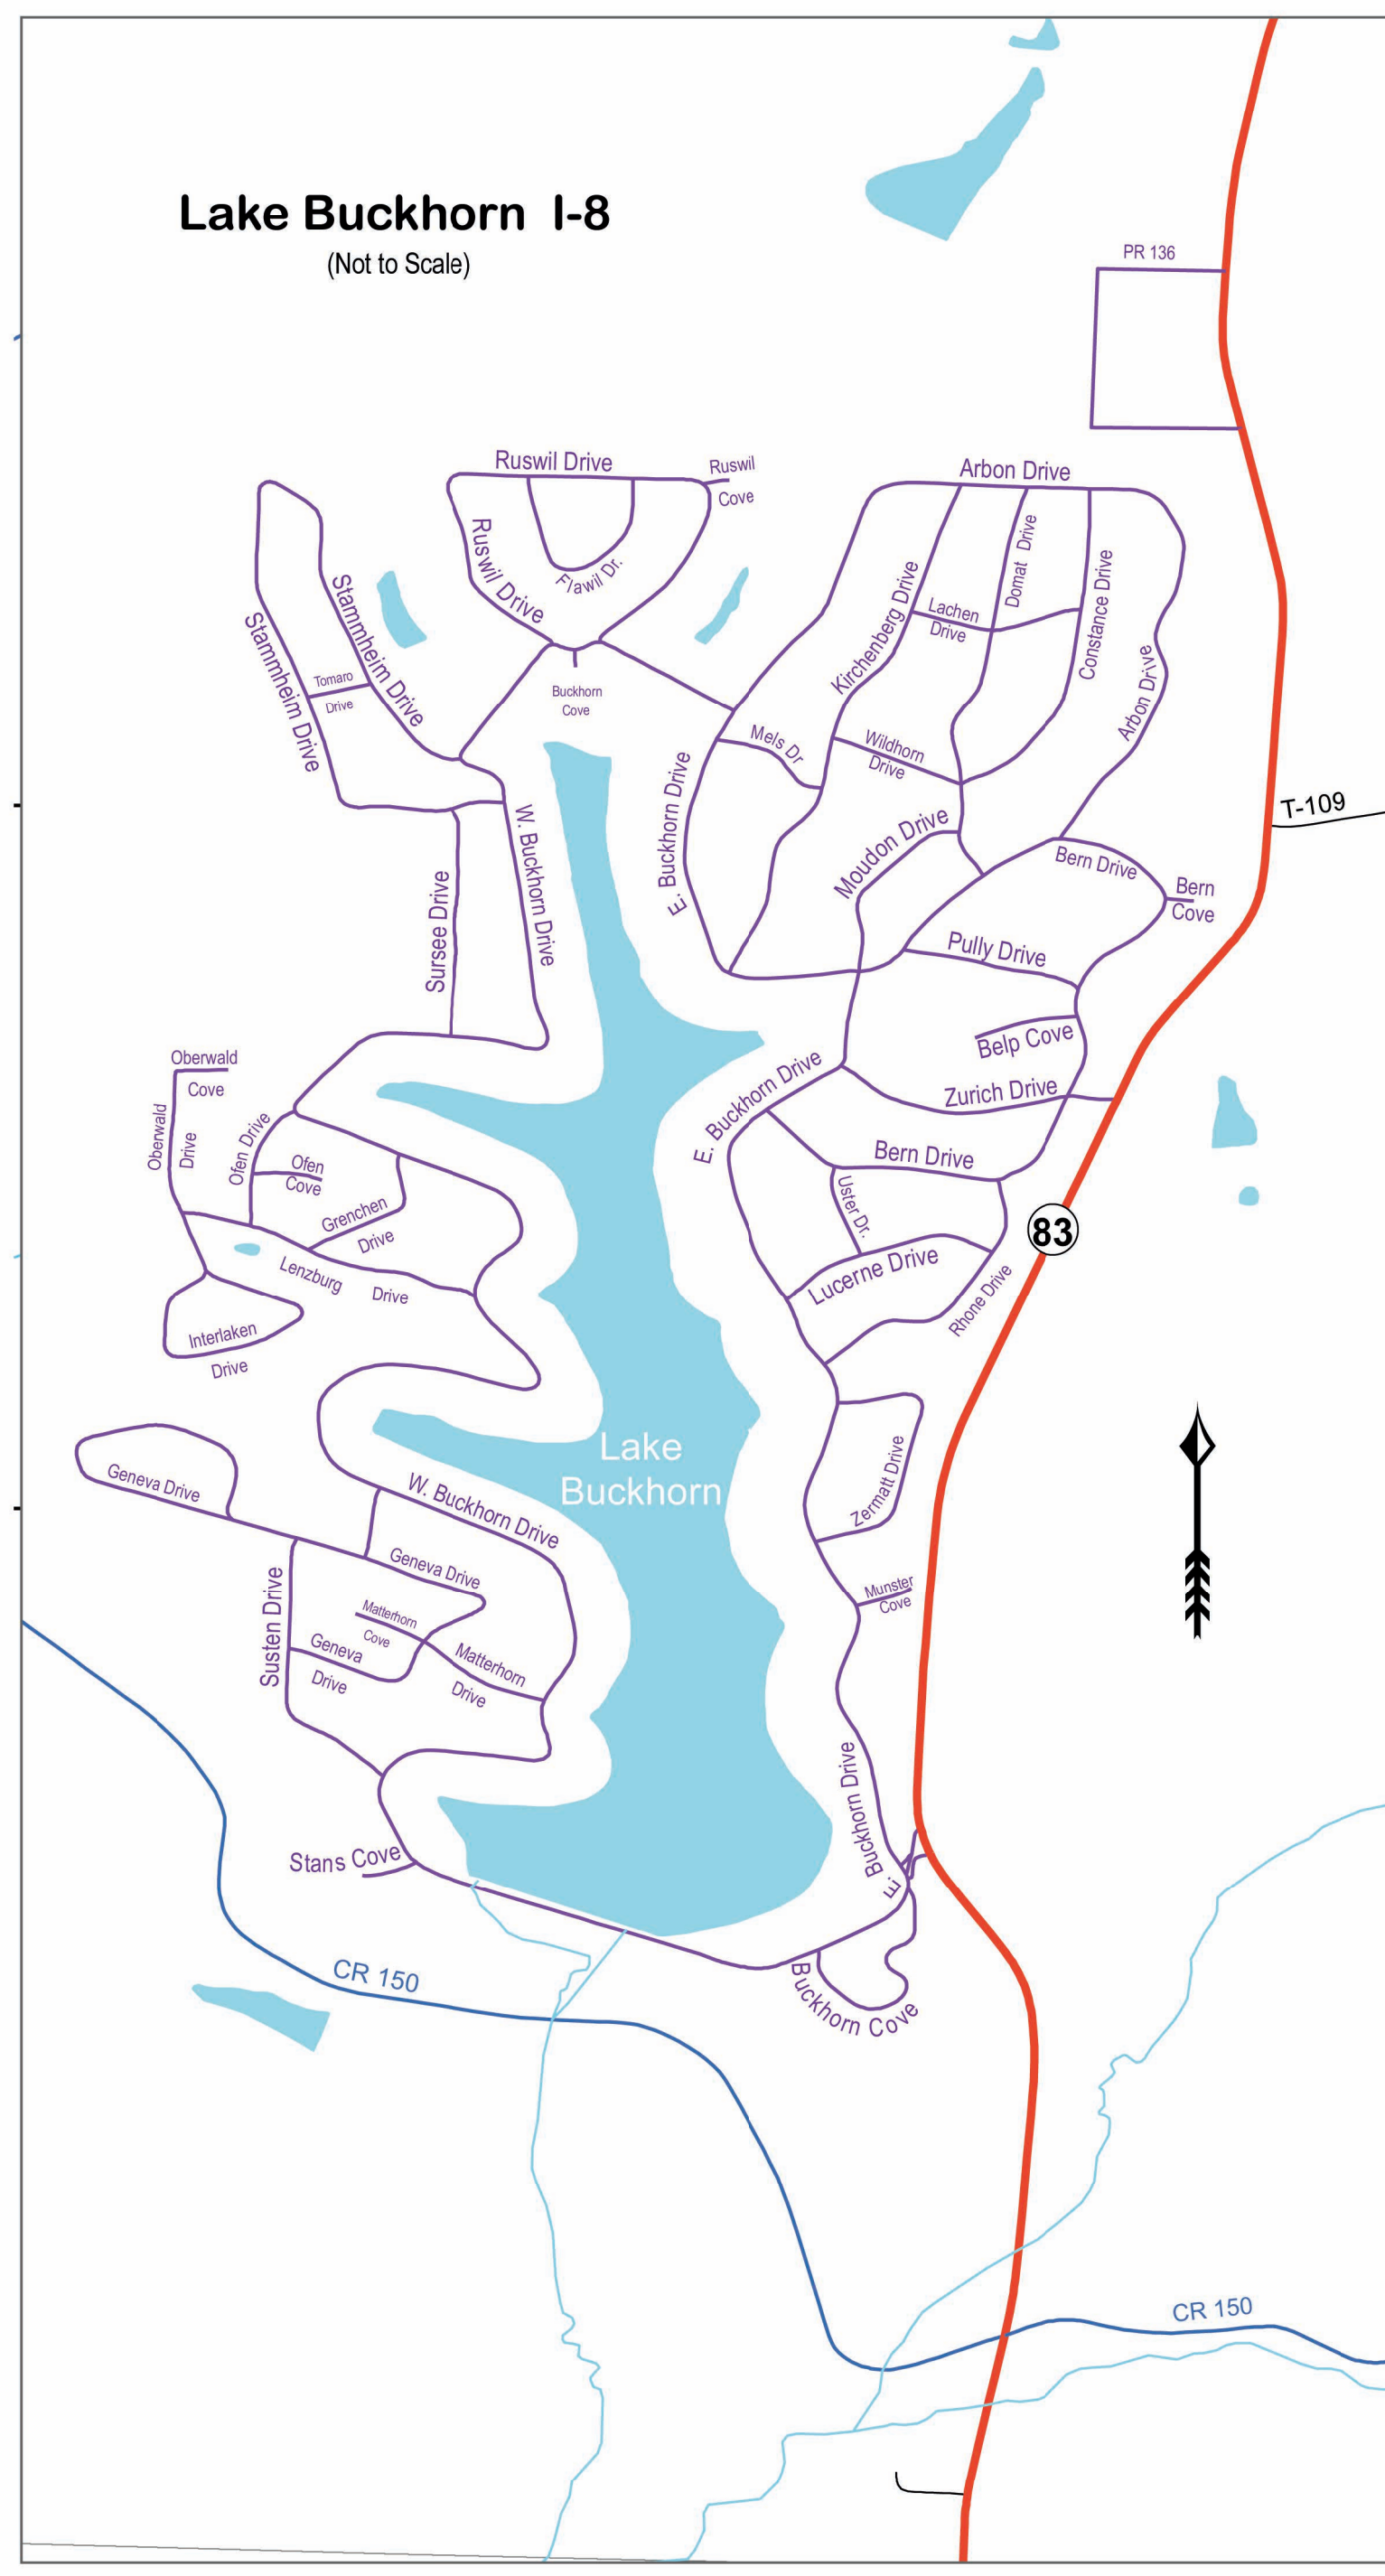 Lake Buckhorn I-8
(Not to Scale)
PR 136
Ruswil Drive
Ruswil
Cove
Arbon Drive
Ruswil Drive
Flawil Dr.
Stammheim Drive
Stammheim Drive
Tomaro
Drive
Buckhorn
Cove
Kirchenberg Drive
Lachen
Drive
Domat Drive
Constance Drive
Arbon Drive
Mels Dr
Wildhorn
Drive
T-109
E. Buckhorn Drive
W. Buckhorn Drive
Moudon Drive
Bern Drive
Bern
Cove
Sursee Drive
Pully Drive
Belp Cove
Oberwald
Cove
Oberwald
Drive
Ofen Drive
Ofen
Cove
Grenchen
Drive
E. Buckhorn Drive
Zurich Drive
Bern Drive
Uster Dr.
83
Lenzburg Drive
Lucerne Drive
Rhone Drive
Interlaken
Drive
Lake
Buckhorn
Geneva Drive
W. Buckhorn Drive
Zermatt Drive
Geneva Drive
Munster
Cove
Susten Drive
Matterhorn
Cove
Geneva
Drive
Matterhorn
Drive
E. Buckhorn Drive
Stans Cove
CR 150
Buckhorn Cove
CR 150